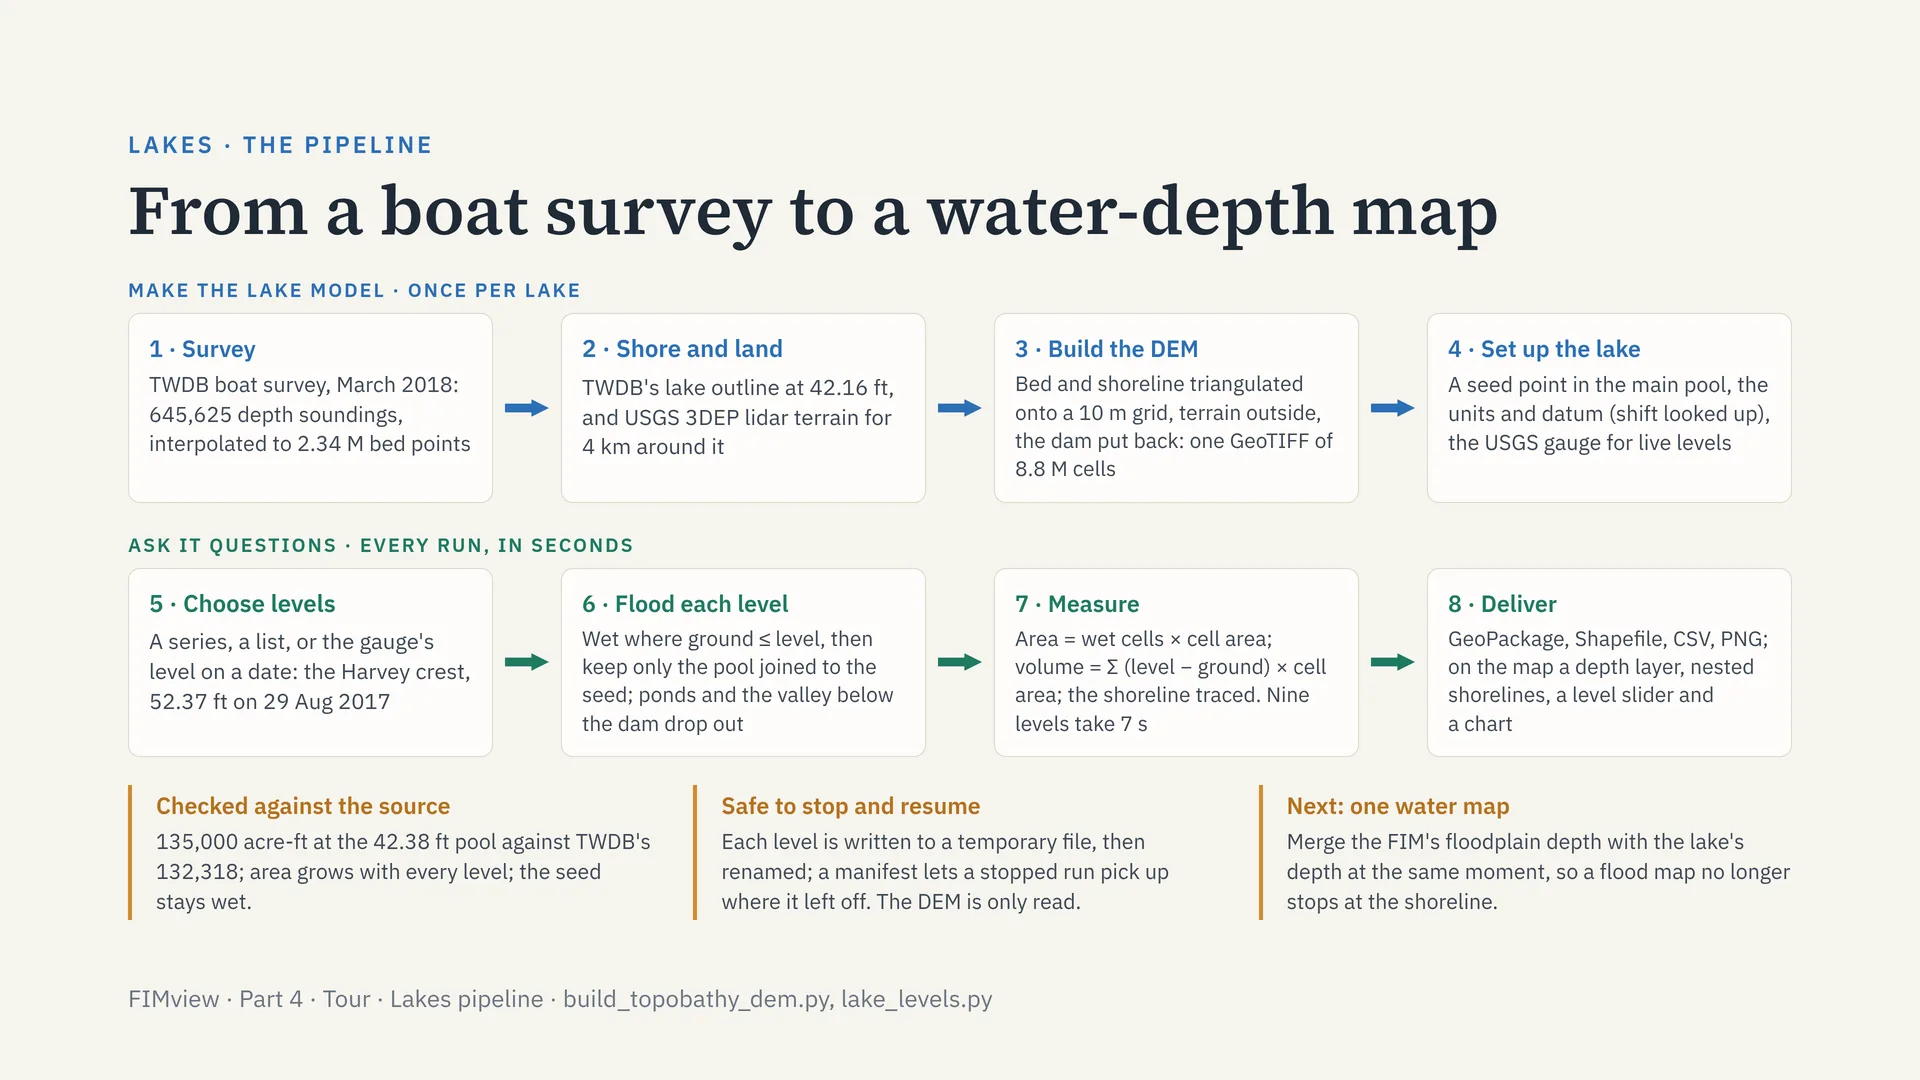 LAKES · THE PIPELINE
From a boat survey to a water-depth map
MAKE THE LAKE MODEL · ONCE PER LAKE
1 · Survey
TWDB boat survey, March 2018:
645,625 depth soundings,
interpolated to 2.34 M bed points
2 · Shore and land
TWDB's lake outline at 42.16 ft,
and USGS 3DEP lidar terrain for
4 km around it
3 · Build the DEM
Bed and shoreline triangulated
onto a 10 m grid, terrain outside,
the dam put back: one GeoTIFF of
8.8 M cells
4 · Set up the lake
A seed point in the main pool, the
units and datum (shift looked up),
the USGS gauge for live levels
ASK IT QUESTIONS · EVERY RUN, IN SECONDS
5 · Choose levels
A series, a list, or the gauge's
level on a date: the Harvey crest,
52.37 ft on 29 Aug 2017
6 · Flood each level
Wet where ground ≤ level, then
keep only the pool joined to the
seed; ponds and the valley below
the dam drop out
7 · Measure
Area = wet cells × cell area;
volume = Σ (level − ground) × cell
area; the shoreline traced. Nine
levels take 7 s
8 · Deliver
GeoPackage, Shapefile, CSV, PNG;
on the map a depth layer, nested
shorelines, a level slider and
a chart
Checked against the source
135,000 acre-ft at the 42.38 ft pool against TWDB's
132,318; area grows with every level; the seed
stays wet.
Safe to stop and resume
Each level is written to a temporary file, then
renamed; a manifest lets a stopped run pick up
where it left off. The DEM is only read.
Next: one water map
Merge the FIM's floodplain depth with the lake's
depth at the same moment, so a flood map no longer
stops at the shoreline.
FIMview · Part 4 · Tour · Lakes pipeline · build_topobathy_dem.py, lake_levels.py